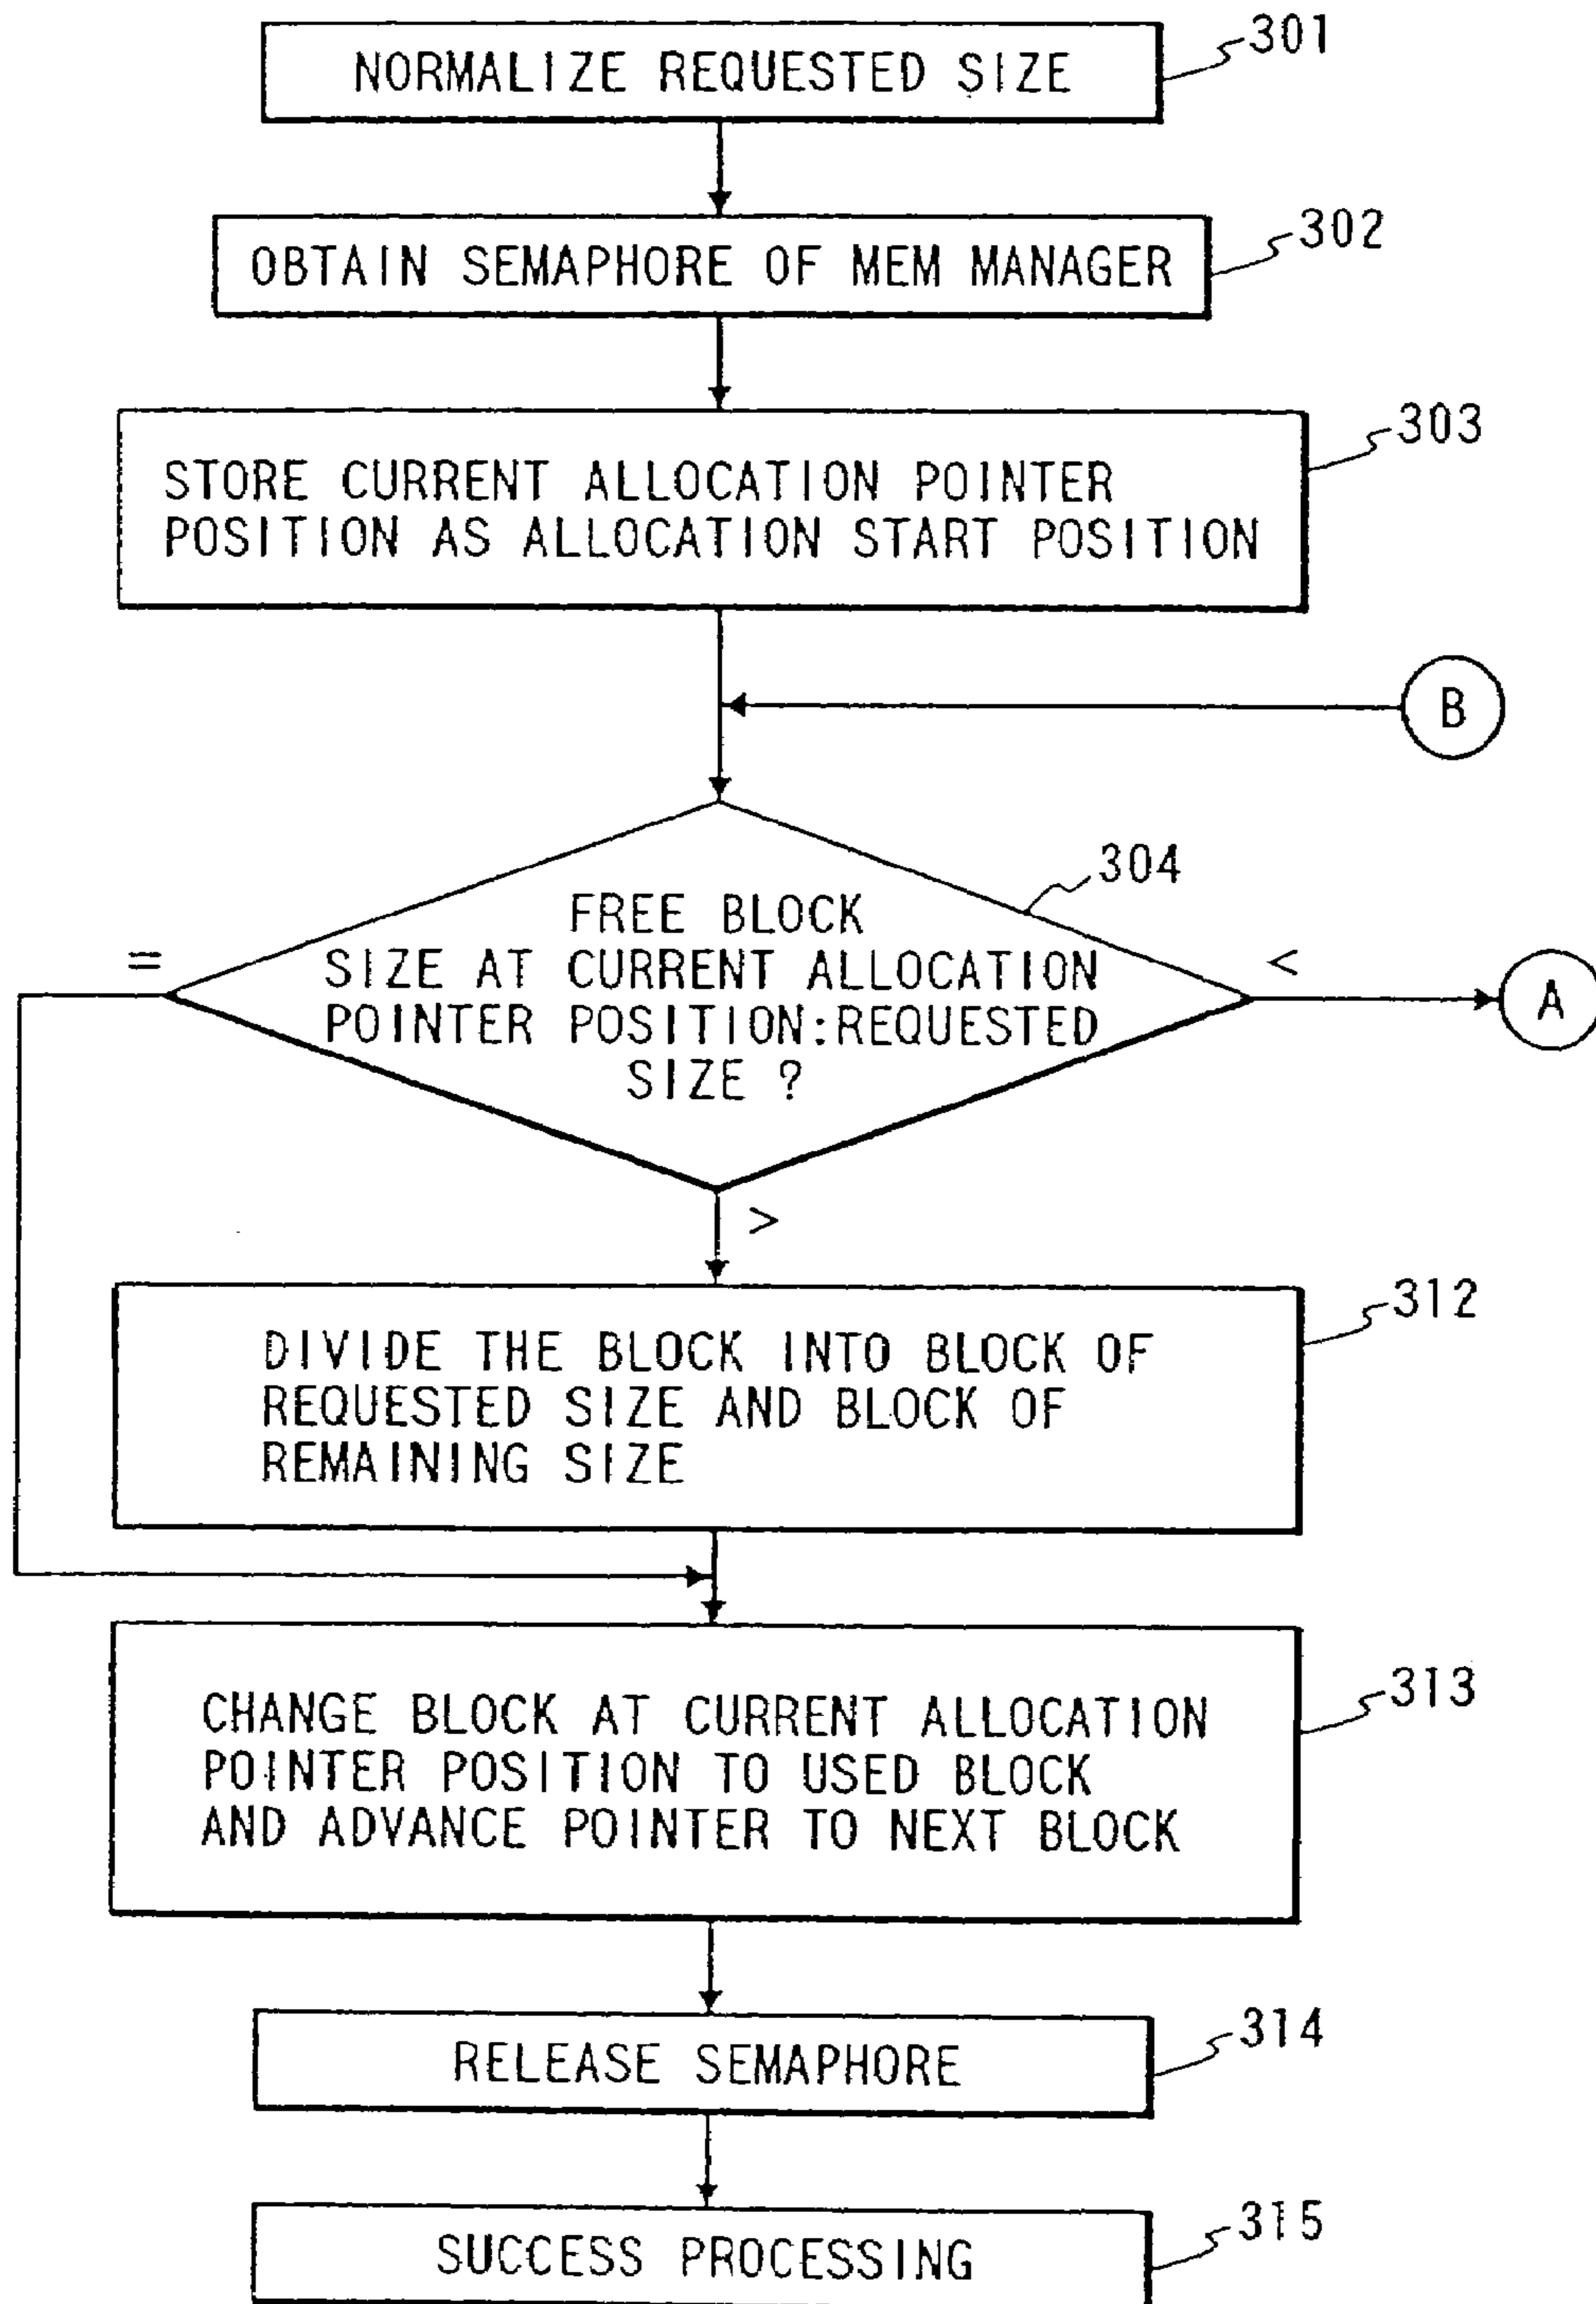 NORMALIZE REQUESTED SIZE
301
OBTAIN SEMAPHORE OF MEM MANAGER
302
303
STORE CURRENT ALLOCATION POINTER
POSITION AS ALLOCATION START POSITION
B
304
FREE BLOCK
SIZE AT CURRENT ALLOCATION
POINTER POSITION:REQUESTED
SIZE ?
=
<
A
>
312
DIVIDE THE BLOCK INTO BLOCK OF
REQUESTED SIZE AND BLOCK OF
REMAINING SIZE
313
CHANGE BLOCK AT CURRENT ALLOCATION
POINTER POSITION TO USED BLOCK
AND ADVANCE POINTER TO NEXT BLOCK
314
RELEASE SEMAPHORE
315
SUCCESS PROCESSING